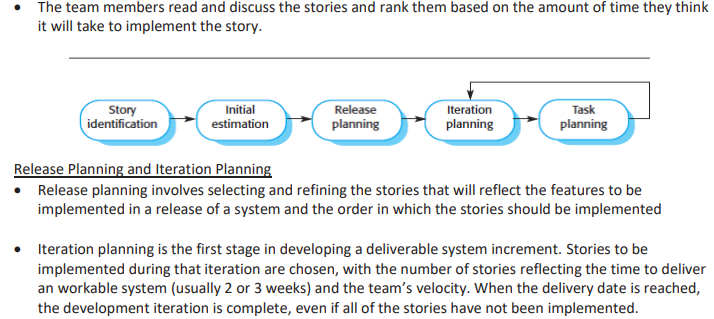 • The team members read and discuss the stories and rank them based on the amount of time they think
it will take to implement the story.
Story
identification
Initial
estimation
Release
planning
Iteration
planning
Task
planning
Release Planning and Iteration Planning
• Release planning involves selecting and refining the stories that will reflect the features to be
implemented in a release of a system and the order in which the stories should be implemented
• Iteration planning is the first stage in developing a deliverable system increment. Stories to be
implemented during that iteration are chosen, with the number of stories reflecting the time to deliver
an workable system (usually 2 or 3 weeks) and the team’s velocity. When the delivery date is reached,
the development iteration is complete, even if all of the stories have not been implemented.